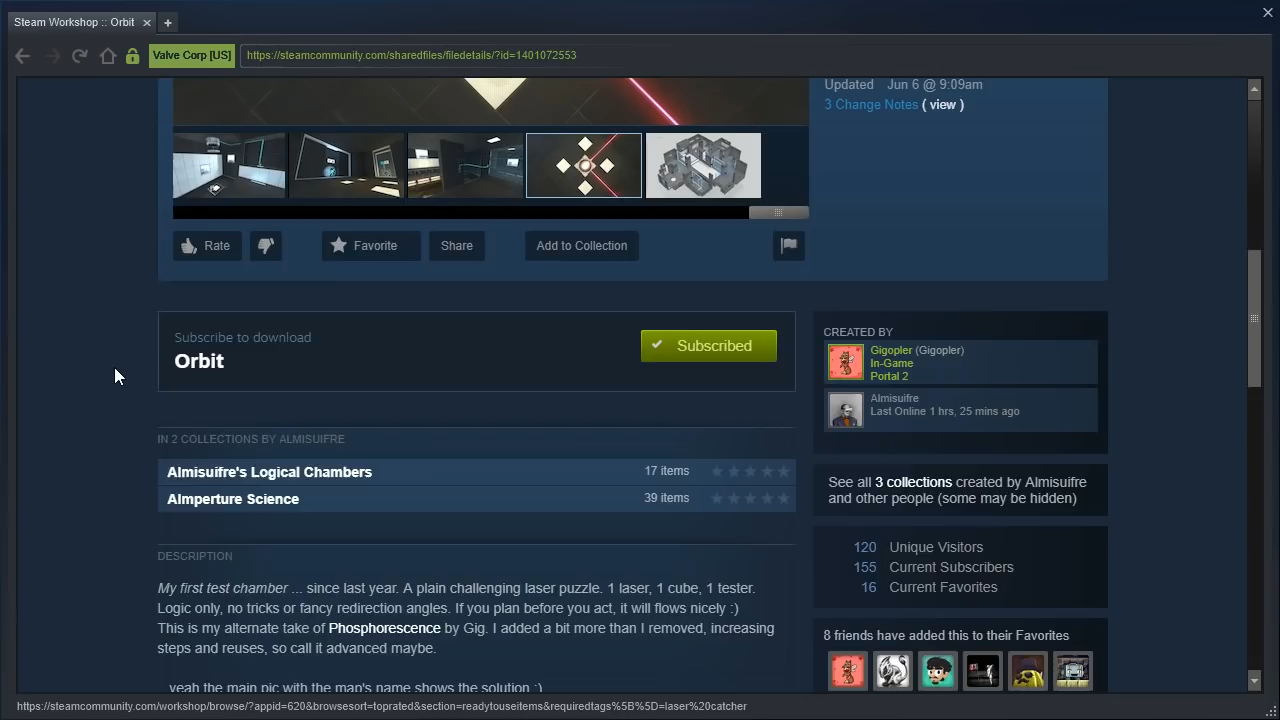 Steam Workshop :: Orbit
Valve Corp [US]
https://steamcommunity.com/sharedfiles/filedetails/?id=1401072553
Updated Jun 6 @ 9:09am
3 Change Notes ( view )
Rate
Favorite
Share
Add to Collection
Subscribe to download
Orbit
Subscribed
CREATED BY
Gigopler (Gigopler)
In-Game
Portal 2
Almisuifre
Last Online 1 hrs, 25 mins ago
IN 2 COLLECTIONS BY ALMISUIFRE
Almisuifre's Logical Chambers 17 items
Almperture Science 39 items
See all 3 collections created by Almisuifre
and other people (some may be hidden)
120 Unique Visitors
155 Current Subscribers
16 Current Favorites
DESCRIPTION
My first test chamber ... since last year. A plain challenging laser puzzle. 1 laser, 1 cube, 1 tester.
Logic only, no tricks or fancy redirection angles. If you plan before you act, it will flows nicely :)
This is my alternate take of Phosphorescence by Gig. I added a bit more than I removed, increasing
steps and reuses, so call it advanced maybe.
8 friends have added this to their Favorites
yeah the main pic with the map's name shows the solution :)
https://steamcommunity.com/workshop/browse/?appid=620&browsesort=toprated&section=readytouseitems&requiredtags%5B%5D=laser%20catcher